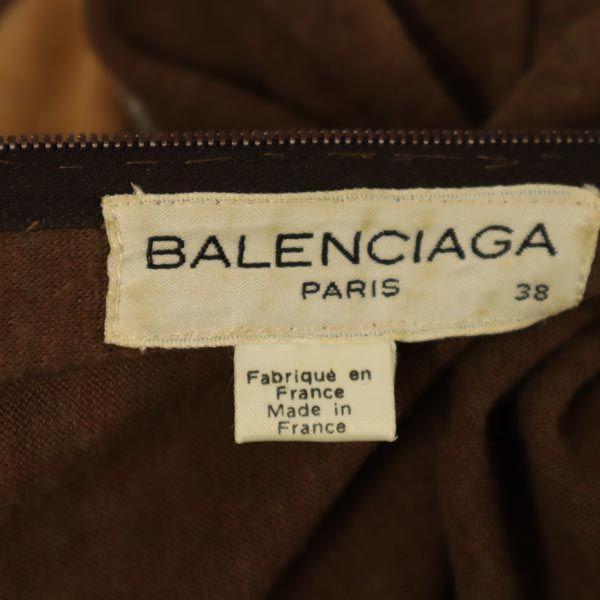 BALENCIAGA
PARIS 38
Fabriqué en
France
Made in
France